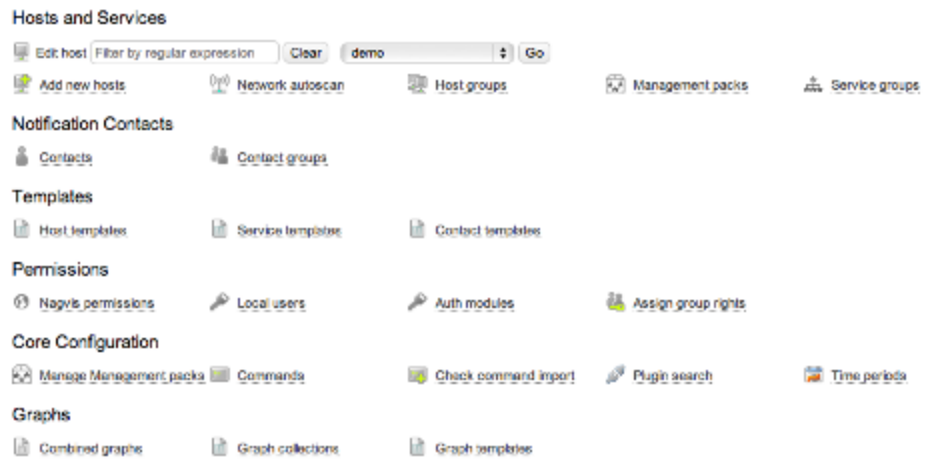 Hosts and Services
Edit host Filter by regular expression Clear demo Go
Add new hosts Network autoscan Host groups Management packs Service groups
Notification Contacts
Contacts Contact groups
Templates
Host templates Service templates Contact templates
Permissions
Nagvis permissions Local users Auth modules Assign group rights
Core Configuration
Manage Management packs Commands Check command import Plugin search Time periods
Graphs
Combined graphs Graph collections Graph templates